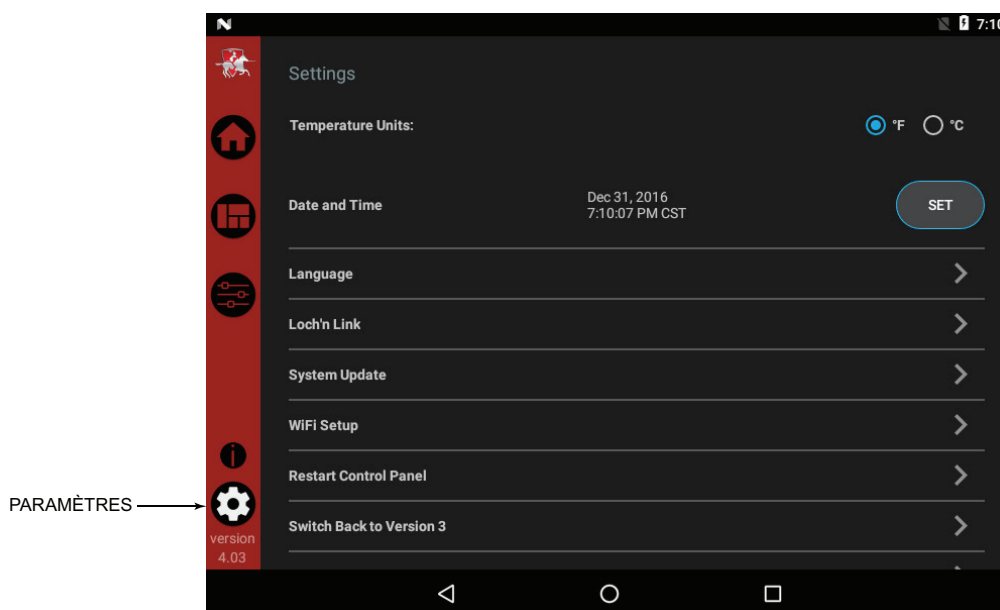 7:10
Settings
Temperature Units:
°F
°C
Date and Time
Dec 31, 2016
7:10:07 PM CST
SET
Language
Loch'n Link
System Update
WiFi Setup
Restart Control Panel
PARAMÈTRES
Switch Back to Version 3
version
4.03